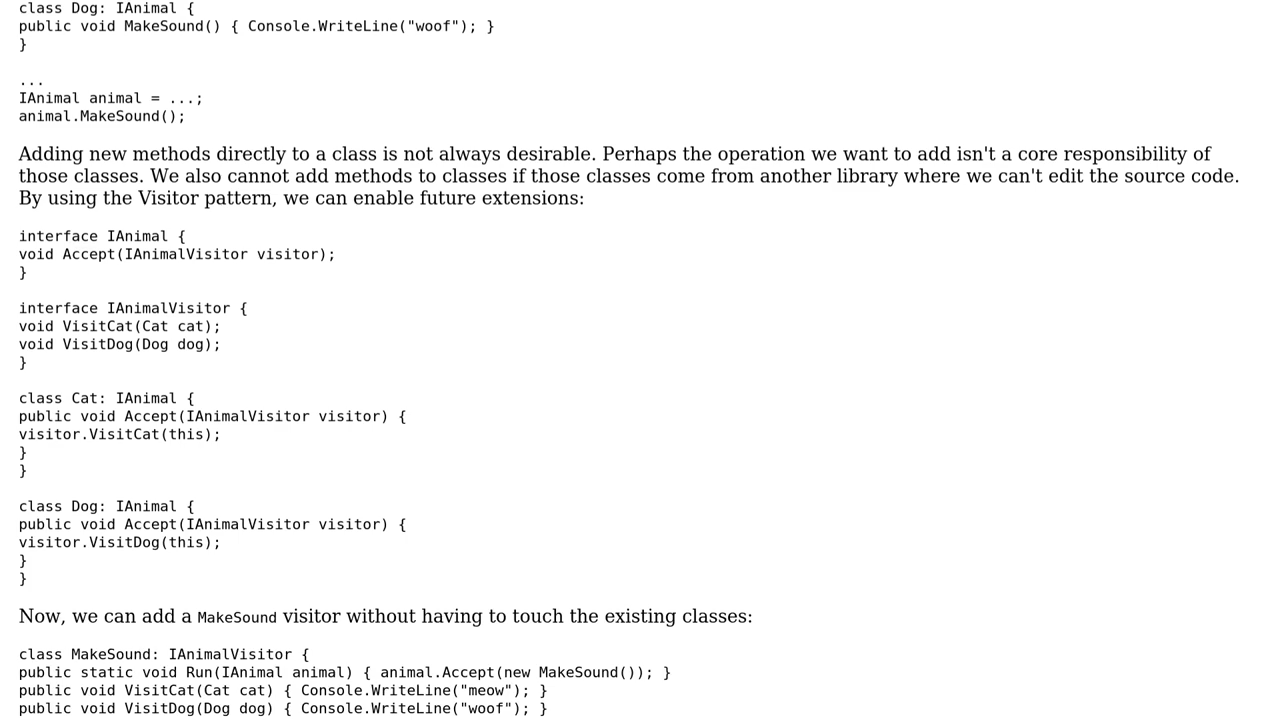 class Dog: IAnimal {
public void MakeSound() { Console.WriteLine("woof"); }
}
...
IAnimal animal = ...;
animal.MakeSound();
Adding new methods directly to a class is not always desirable. Perhaps the operation we want to add isn't a core responsibility of
those classes. We also cannot add methods to classes if those classes come from another library where we can't edit the source code.
By using the Visitor pattern, we can enable future extensions:
interface IAnimal {
void Accept(IAnimalVisitor visitor);
}
interface IAnimalVisitor {
void VisitCat(Cat cat);
void VisitDog(Dog dog);
}
class Cat: IAnimal {
public void Accept(IAnimalVisitor visitor) {
visitor.VisitCat(this);
}
}
class Dog: IAnimal {
public void Accept(IAnimalVisitor visitor) {
visitor.VisitDog(this);
}
}
Now, we can add a MakeSound visitor without having to touch the existing classes:
class MakeSound: IAnimalVisitor {
public static void Run(IAnimal animal) { animal.Accept(new MakeSound()); }
public void VisitCat(Cat cat) { Console.WriteLine("meow"); }
public void VisitDog(Dog dog) { Console.WriteLine("woof"); }